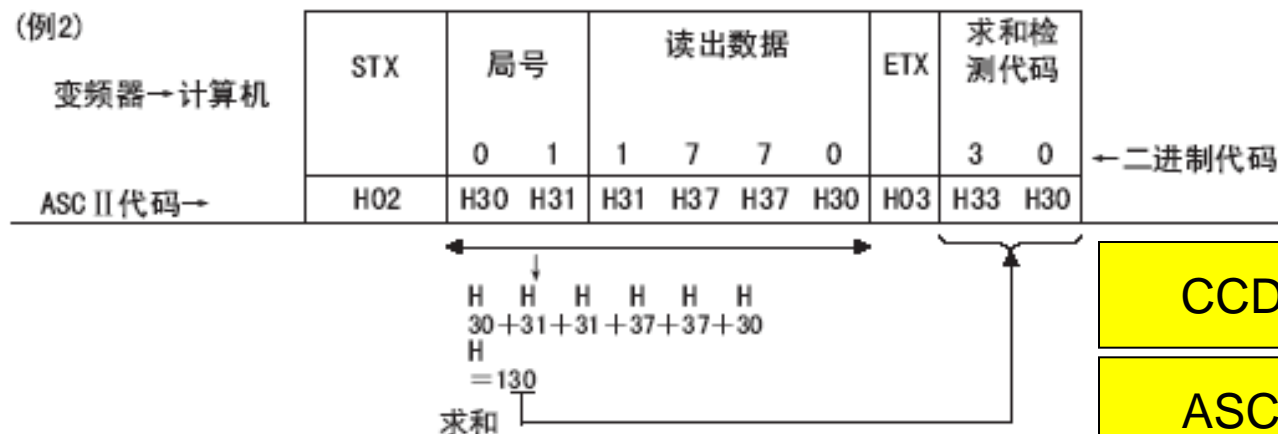 (例2)
变频器→计算机
STX 局号 读出数据 ETX 求和检
测代码
0 1 1 7 7 0 3 0 ←二进制代码
ASCⅡ代码→ H02 H30 H31 H31 H37 H37 H30 H03 H33 H30
H H H H H H
30+31+31+37+37+30
H
=130
求和
CCD
ASC